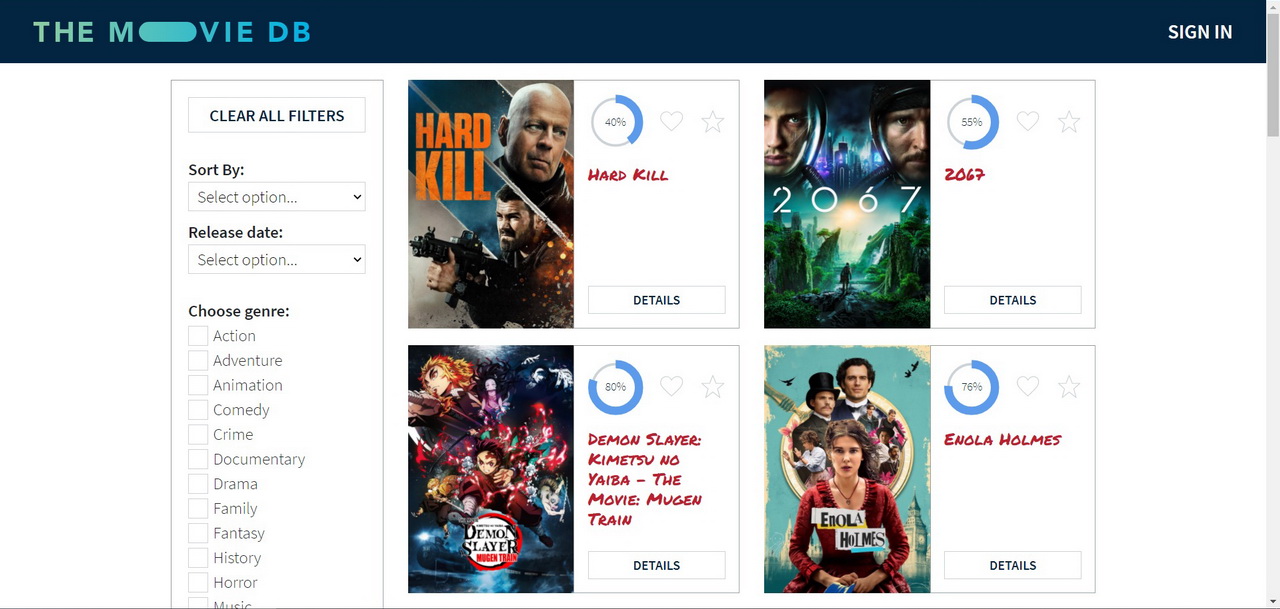 THE MOVIE DB
SIGN IN
CLEAR ALL FILTERS
Sort By:
Select option...
Release date:
Select option...
Choose genre:
Action
Adventure
Animation
Comedy
Crime
Documentary
Drama
Family
Fantasy
History
Horror
Music
HARD
KILL
40%
Hard Kill
DETAILS
2067
55%
2067
DETAILS
DEMON
SLAYER
MUGEN TRAIN
80%
Demon Slayer:
Kimetsu no
Yaiba - The
Movie: Mugen
Train
DETAILS
ENOLA
HOLMES
76%
Enola Holmes
DETAILS